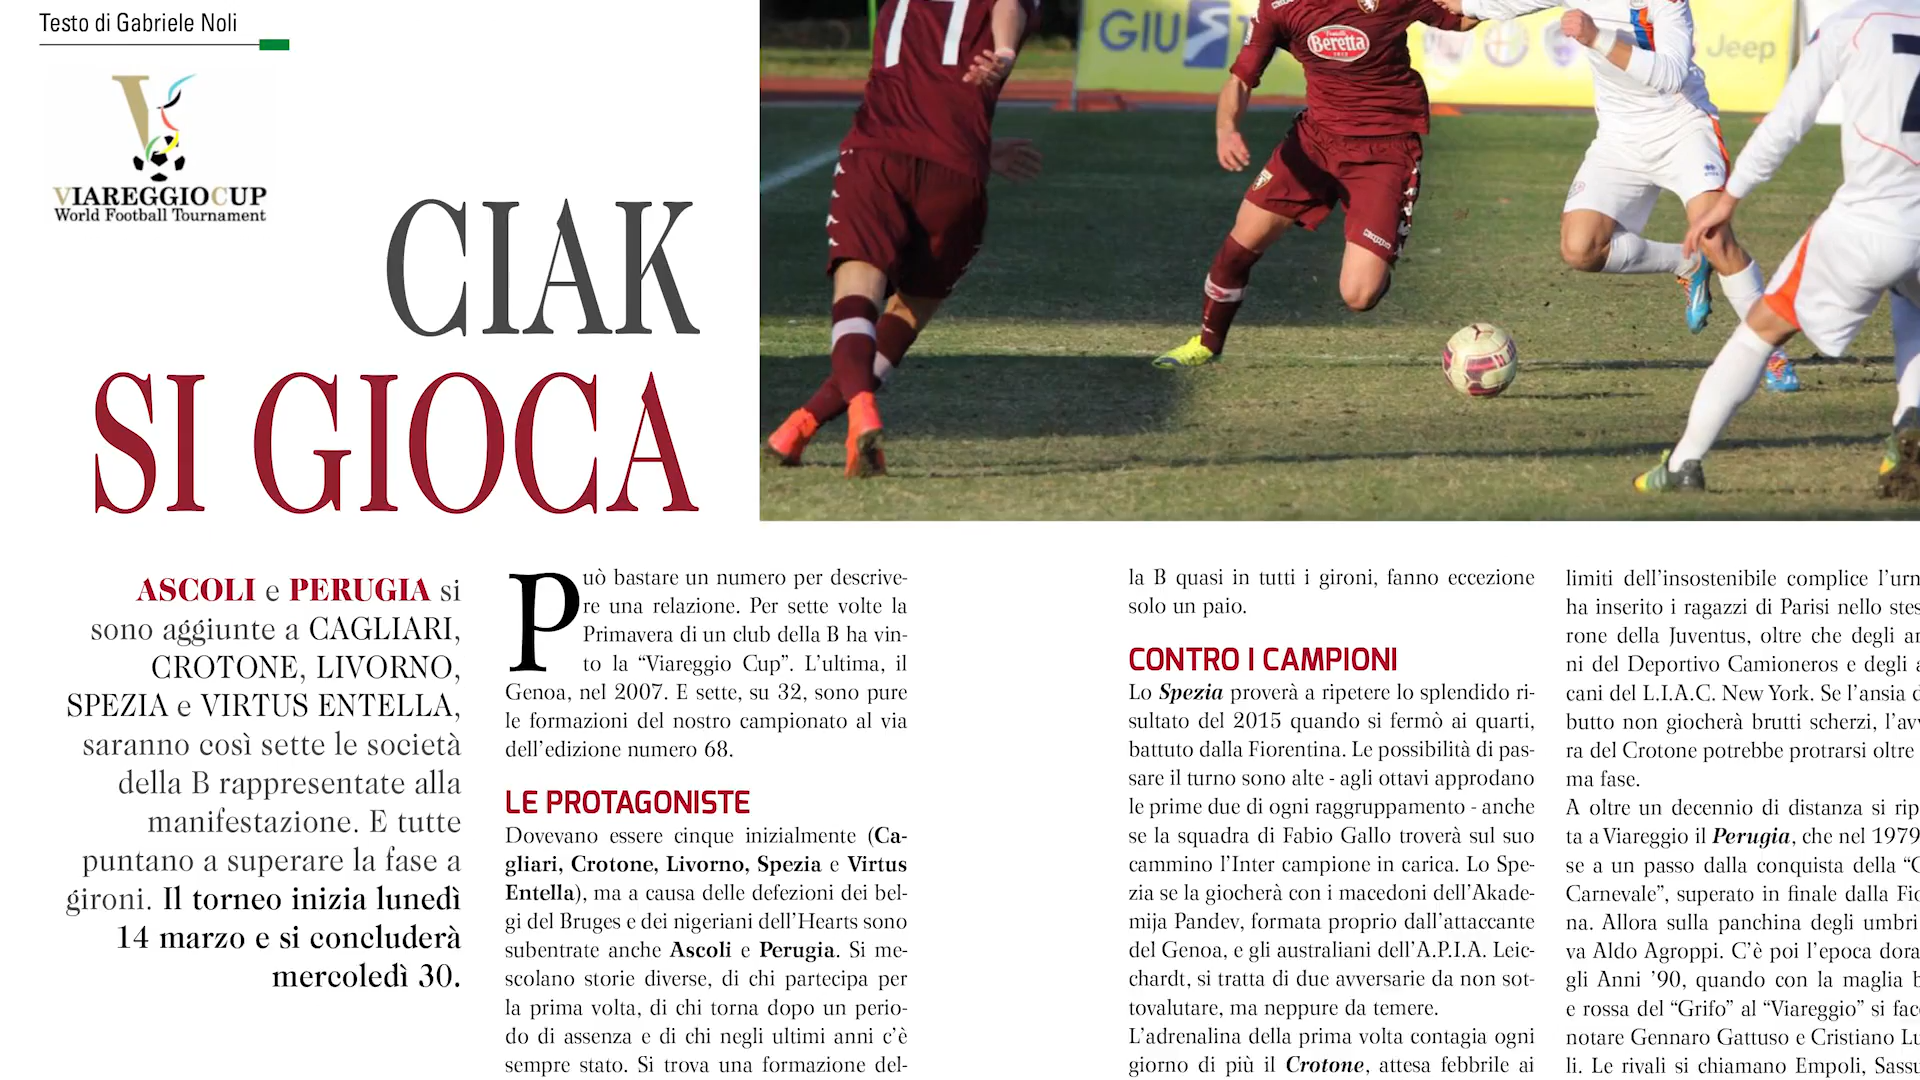 Testo di Gabriele Noli
VIAREGGIOCUP
World Football Tournament
CIAK
SI GIOCA
GIUST
Fratelli
Beretta
1812
Jeep
ASCOLI e PERUGIA si
sono aggiunte a CAGLIARI,
CROTONE, LIVORNO,
SPEZIA e VIRTUS ENTELLA,
saranno così sette le società
della B rappresentate alla
manifestazione. E tutte
puntano a superare la fase a
gironi. Il torneo inizia lunedì
14 marzo e si concluderà
mercoledì 30.
Può bastare un numero per descrive-
re una relazione. Per sette volte la
Primavera di un club della B ha vin-
to la “Viareggio Cup”. L’ultima, il
Genoa, nel 2007. E sette, su 32, sono pure
le formazioni del nostro campionato al via
dell’edizione numero 68.
LE PROTAGONISTE
Dovevano essere cinque inizialmente (Ca-
gliari, Crotone, Livorno, Spezia e Virtus
Entella), ma a causa delle defezioni dei bel-
gi del Bruges e dei nigeriani dell’Hearts sono
subentrate anche Ascoli e Perugia. Si me-
scolano storie diverse, di chi partecipa per
la prima volta, di chi torna dopo un perio-
do di assenza e di chi negli ultimi anni c’è
sempre stato. Si trova una formazione del-
la B quasi in tutti i gironi, fanno eccezione
solo un paio.
CONTRO I CAMPIONI
Lo Spezia proverà a ripetere lo splendido ri-
sultato del 2015 quando si fermò ai quarti,
battuto dalla Fiorentina. Le possibilità di pas-
sare il turno sono alte - agli ottavi approdano
le prime due di ogni raggruppamento - anche
se la squadra di Fabio Gallo troverà sul suo
cammino l’Inter campione in carica. Lo Spe-
zia se la giocherà con i macedoni dell’Akade-
mija Pandev, formata proprio dall’attaccante
del Genoa, e gli australiani dell’A.P.I.A. Leic-
chardt, si tratta di due avversarie da non sot-
tovalutare, ma neppure da temere.
L’adrenalina della prima volta contagia ogni
giorno di più il Crotone, attesa febbrile ai
limiti dell’insostenibile complice l’urn
ha inserito i ragazzi di Parisi nello stes
rone della Juventus, oltre che degli ar
ni del Deportivo Camioneros e degli a
cani del L.I.A.C. New York. Se l’ansia d
butto non giocherà brutti scherzi, l’avv
ra del Crotone potrebbe protrarsi oltre
ma fase.
A oltre un decennio di distanza si rip
ta a Viareggio il Perugia, che nel 1979
se a un passo dalla conquista della “C
Carnevale”, superato in finale dalla Fio
na. Allora sulla panchina degli umbri
va Aldo Agroppi. C’è poi l’epoca dora
gli Anni ’90, quando con la maglia b
e rossa del “Grifo” al “Viareggio” si face
notare Gennaro Gattuso e Cristiano Lu
li. Le rivali si chiamano Empoli, Sassu